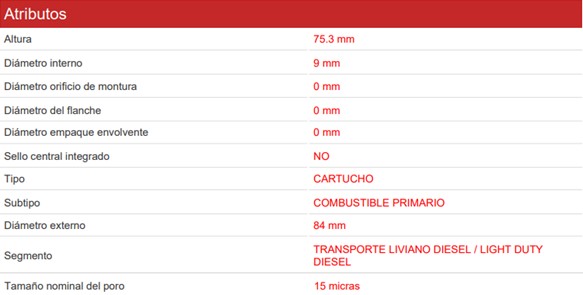 Atributos
Altura 75.3 mm
Diámetro interno 9 mm
Diámetro orificio de montura 0 mm
Diámetro del flanche 0 mm
Diámetro empaque envolvente 0 mm
Sello central integrado NO
Tipo CARTUCHO
Subtipo COMBUSTIBLE PRIMARIO
Diámetro externo 84 mm
Segmento TRANSPORTE LIVIANO DIESEL / LIGHT DUTY
DIESEL
Tamaño nominal del poro 15 micras